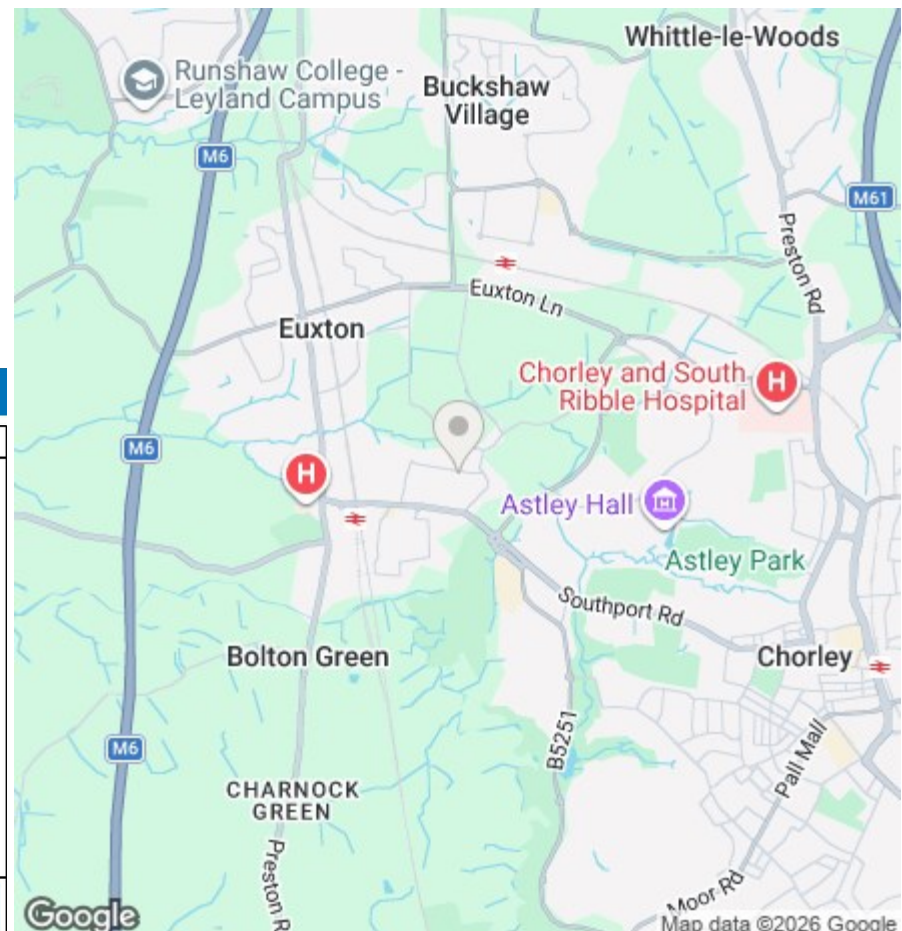 Whittle-le-Woods
Runshaw College -
Leyland Campus
Buckshaw
Village
M6
M61
Preston Rd
Euxton Ln
Euxton
Chorley and South
Ribble Hospital
H
M6
H
Astley Hall
Astley Park
Southport Rd
Bolton Green
Chorley
B5251
M6
Pall Mall
CHARNOCK
GREEN
Preston R
Moor Rd
Google
Map data ©2026 Google